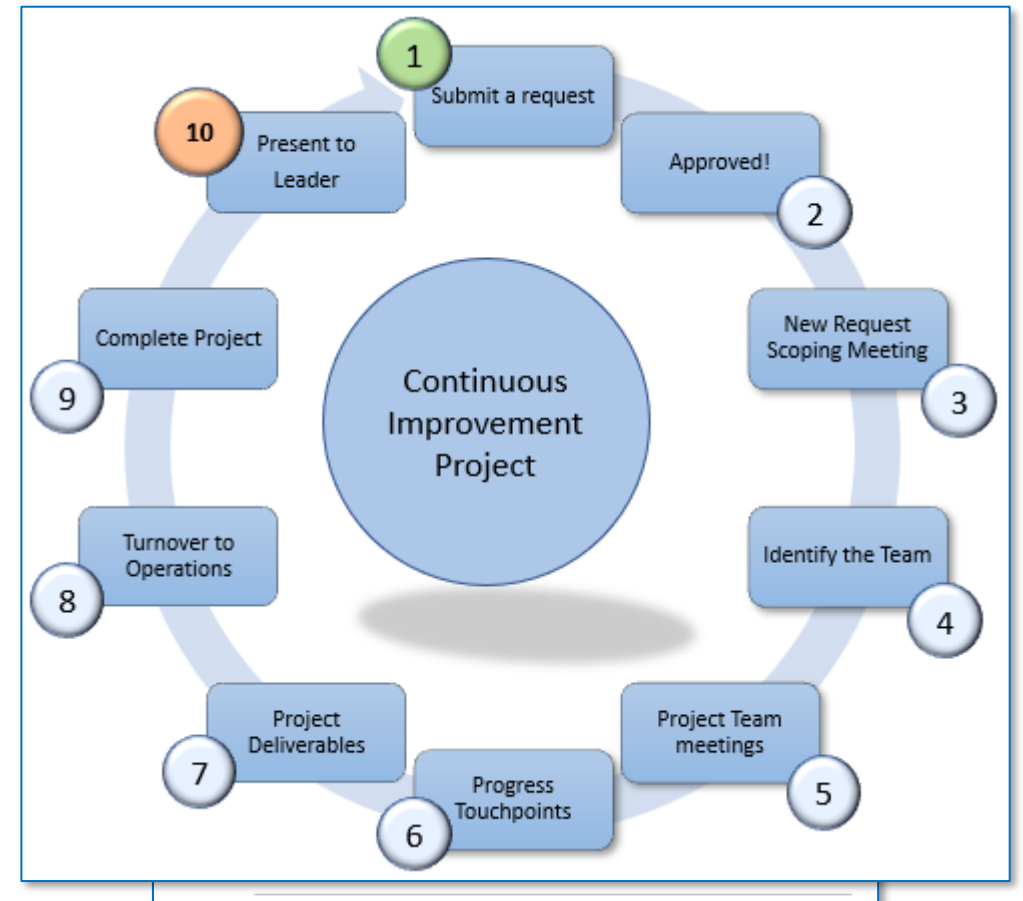 1
Submit a request
Approved!
2
New Request
Scoping Meeting
3
Identify the Team
4
Project Team
meetings
5
Progress
Touchpoints
6
Project
Deliverables
7
Turnover to
Operations
8
Complete Project
9
10
Present to
Leader
Continuous
Improvement
Project